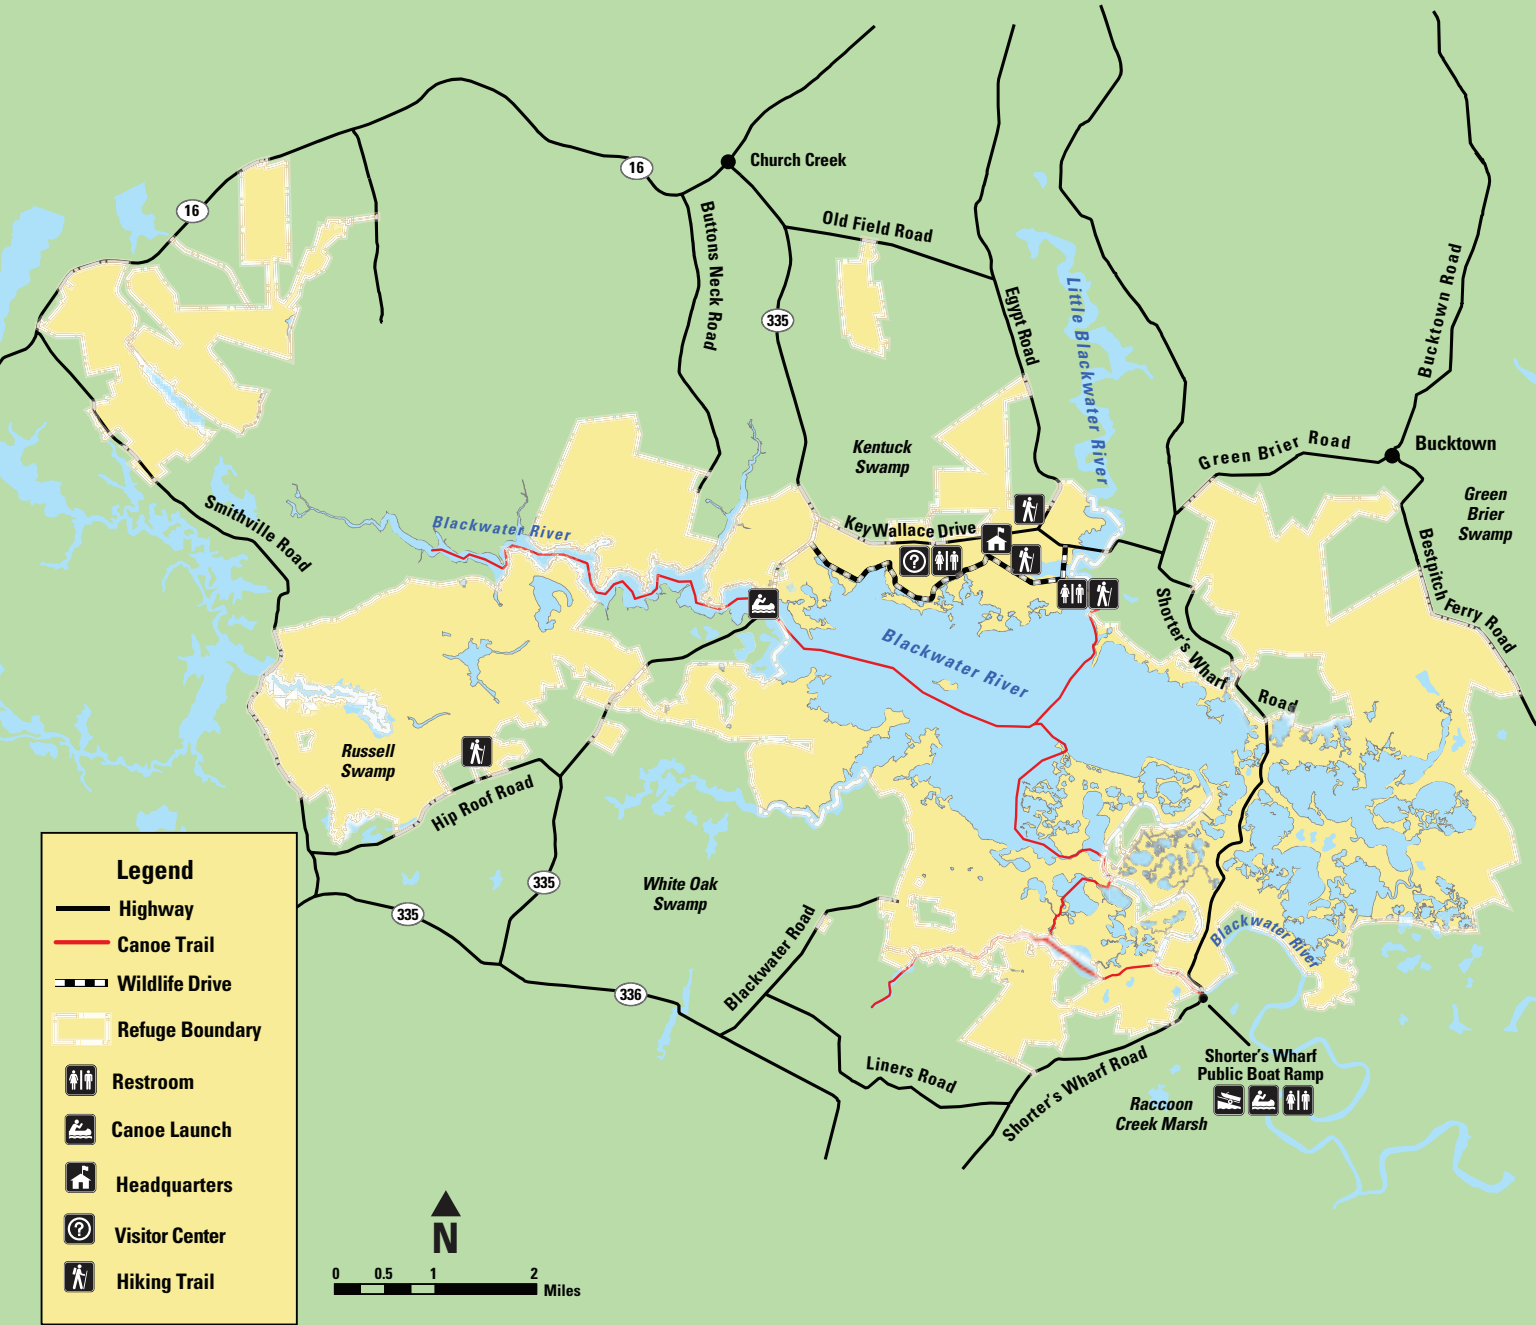 16
Church Creek
16
Buttons Neck Road
Old Field Road
335
Egypt Road
Little Blackwater River
Bucktown Road
Kentuck
Swamp
Green Brier Road
Bucktown
Green
Brier
Swamp
Smithville Road
Blackwater River
Key Wallace Drive
?
Bestpitch Ferry Road
Shorter's Wharf
Road
Blackwater River
Russell
Swamp
Hip Roof Road
White Oak
Swamp
335
335
Blackwater Road
Blackwater River
336
Liners Road
Shorter's Wharf Road
Shorter's Wharf
Public Boat Ramp
Raccoon
Creek Marsh
Legend
Highway
Canoe Trail
Wildlife Drive
Refuge Boundary
Restroom
Canoe Launch
Headquarters
?
Visitor Center
Hiking Trail
N
0 0.5 1 2
Miles